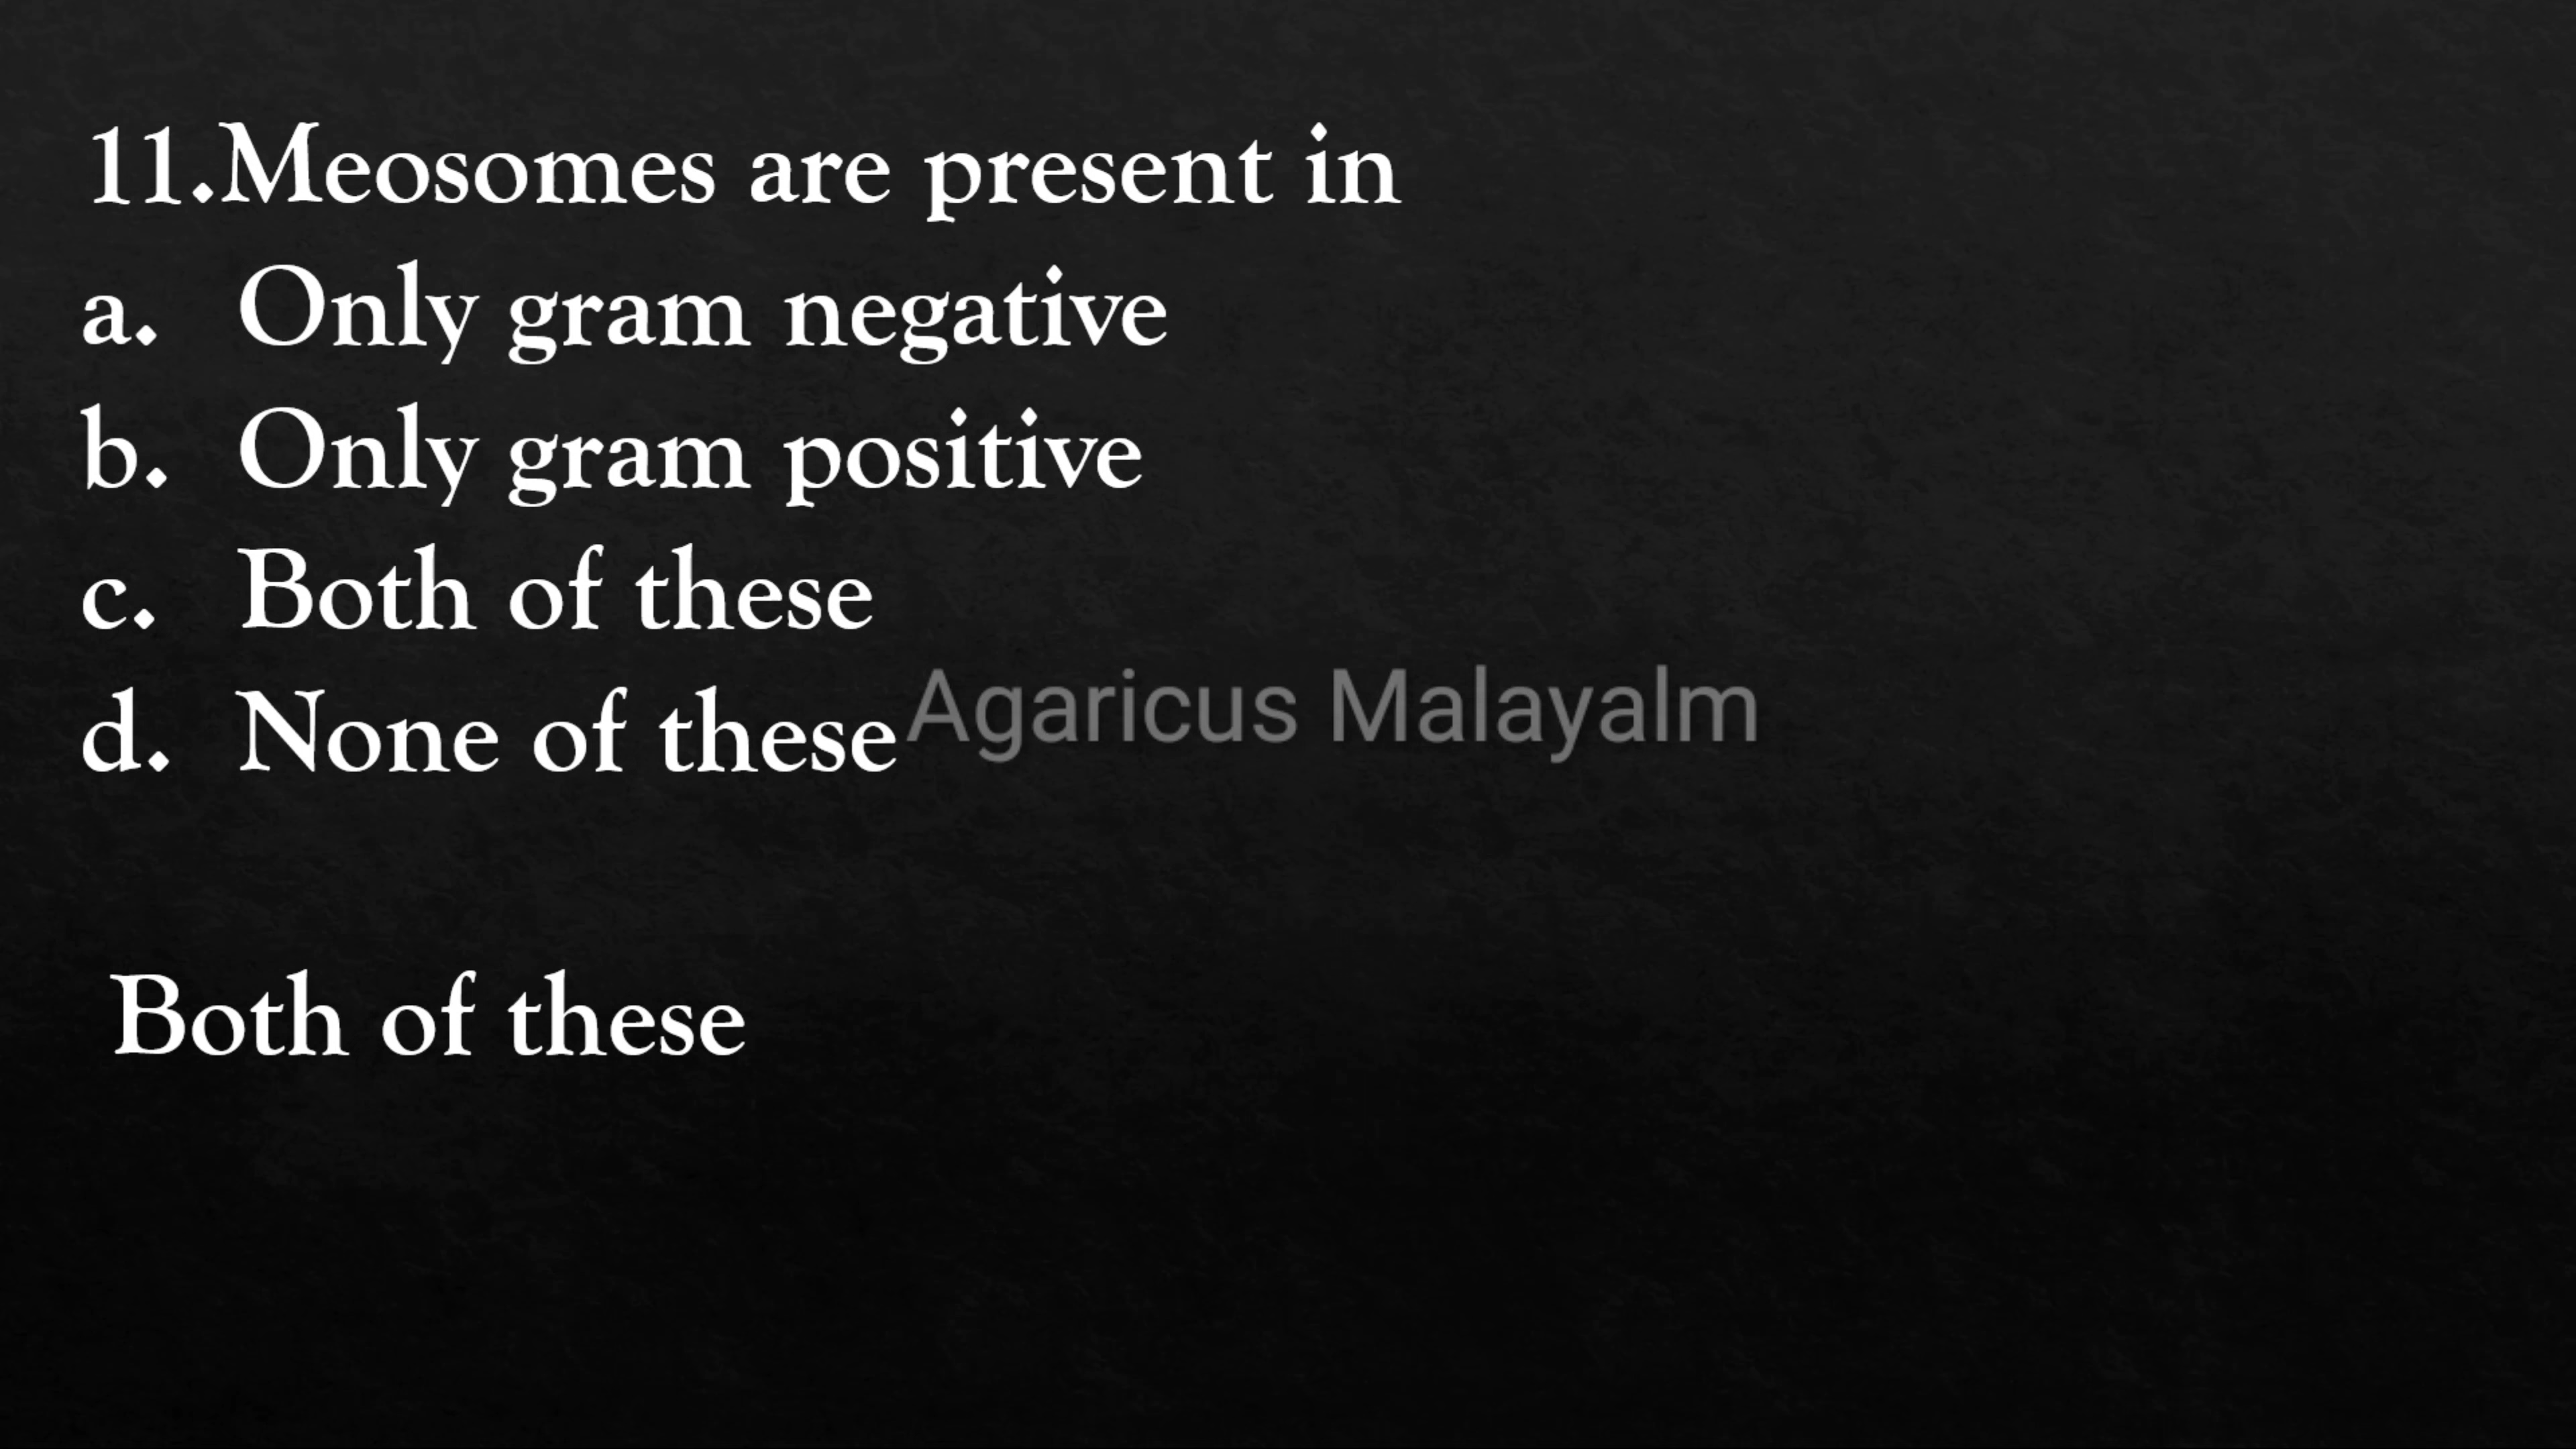 11.Meosomes are present in
a. Only gram negative
b. Only gram positive
c. Both of these
d. None of these
Agaricus Malayalm
Both of these